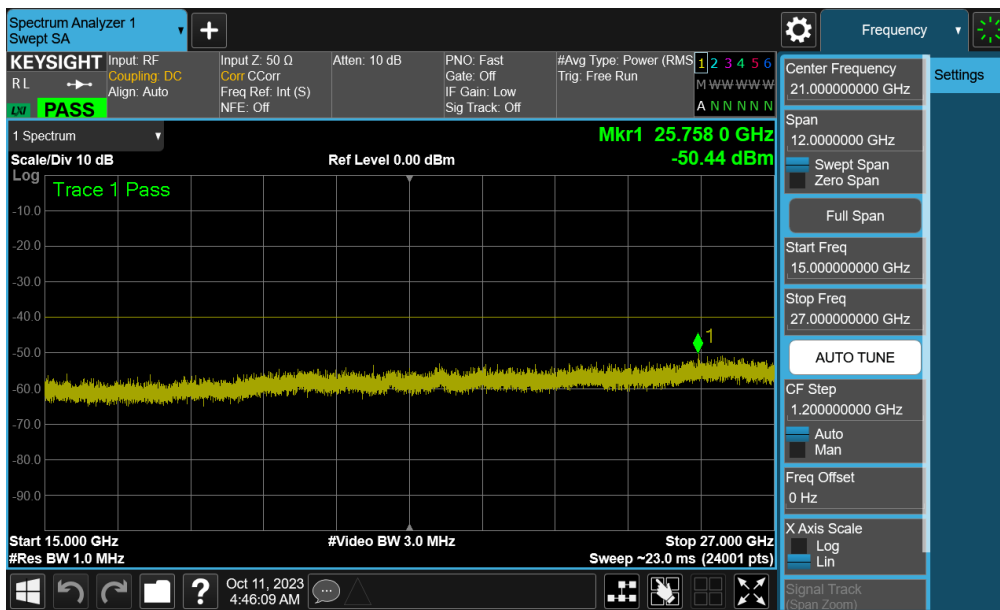 Spectrum Analyzer 1
Swept SA
Frequency
KEYSIGHT
RL
LXI PASS
Input: RF
Coupling: DC
Align: Auto
Input Z: 50 Ω
Corr CCorr
Freq Ref: Int (S)
NFE: Off
Atten: 10 dB
PNO: Fast
Gate: Off
IF Gain: Low
Sig Track: Off
#Avg Type: Power (RMS
Trig: Free Run
1 2 3 4 5 6
M W W W W W
A N N N N N
1 Spectrum
Scale/Div 10 dB
Ref Level 0.00 dBm
Mkr1 25.758 0 GHz
-50.44 dBm
Log
Trace 1 Pass
-10.0
-20.0
-30.0
-40.0
-50.0
-60.0
-70.0
-80.0
-90.0
1
Start 15.000 GHz
#Res BW 1.0 MHz
#Video BW 3.0 MHz
Stop 27.000 GHz
Sweep ~23.0 ms (24001 pts)
?
Oct 11, 2023
4:46:09 AM
Center Frequency
21.000000000 GHz
Span
12.0000000 GHz
Swept Span
Zero Span
Full Span
Start Freq
15.000000000 GHz
Stop Freq
27.000000000 GHz
AUTO TUNE
CF Step
1.200000000 GHz
Auto
Man
Freq Offset
0 Hz
X Axis Scale
Log
Lin
Signal Track
(Span Zoom)
Settings